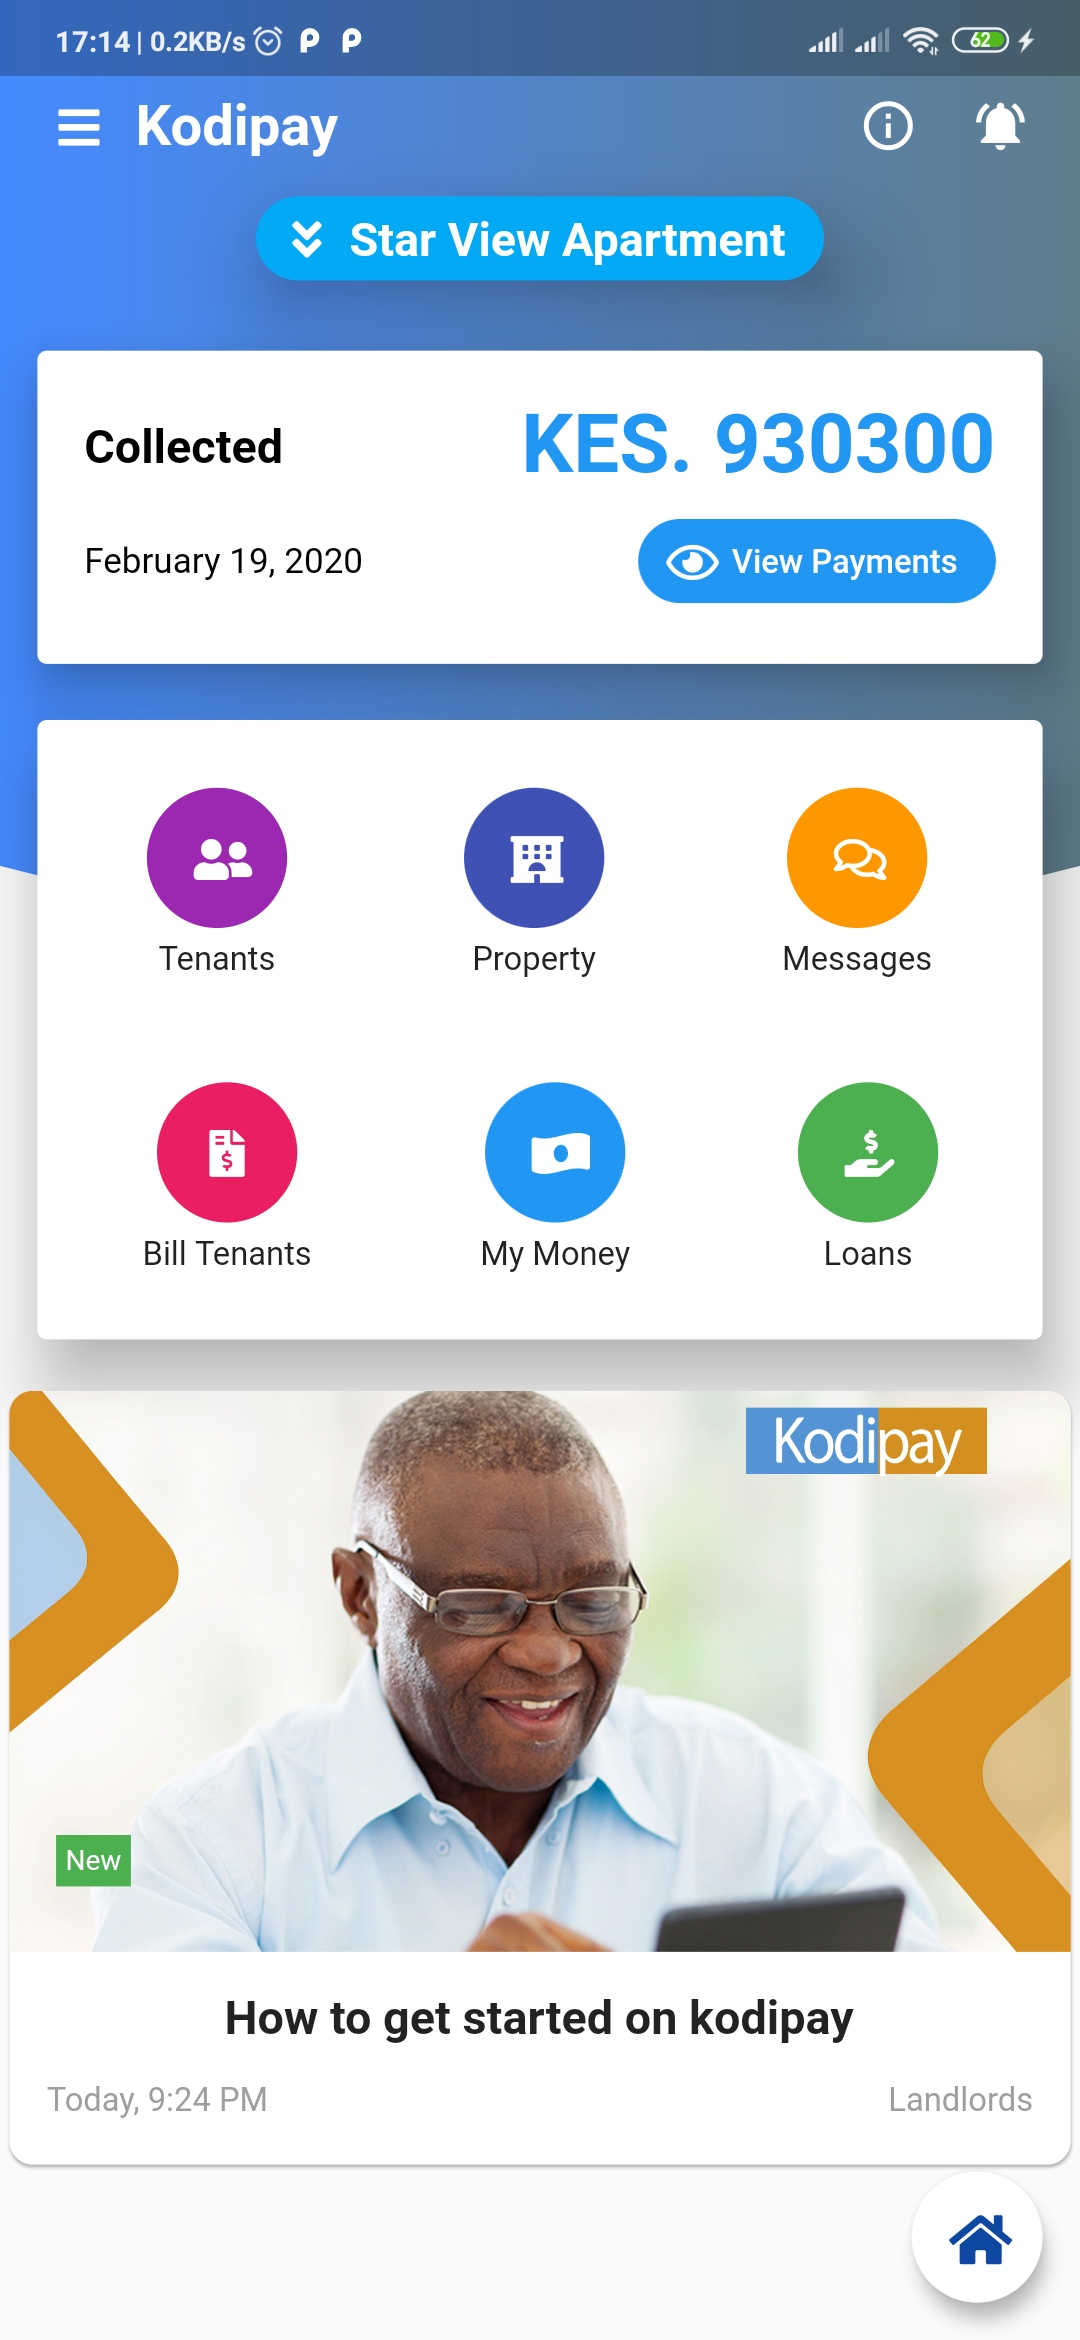 17:14 | 0.2KB/s
62
Kodipay
Star View Apartment
Collected
KES. 930300
February 19, 2020
View Payments
Tenants
Property
Messages
Bill Tenants
My Money
Loans
Kodipay
New
How to get started on kodipay
Today, 9:24 PM
Landlords